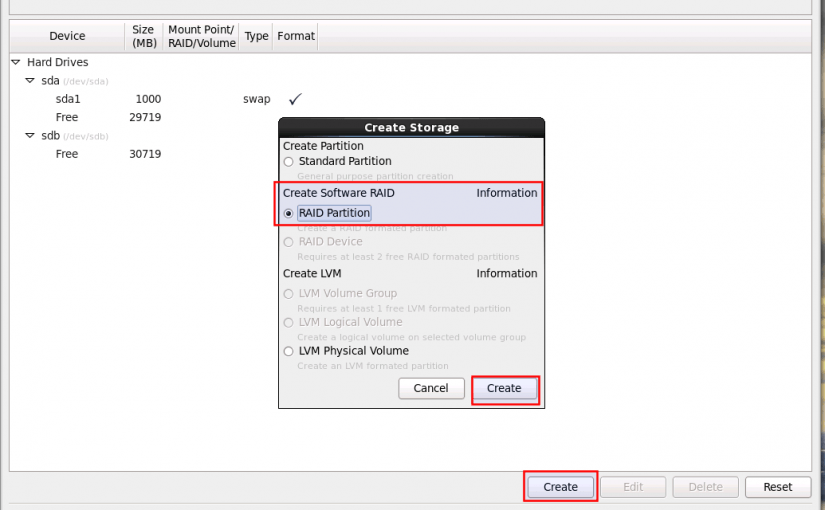 Device Size (MB) Mount Point/ RAID/Volume Type Format
Hard Drives
sda (/dev/sda)
sda1 1000 swap ✓
Free 29719
sdb (/dev/sdb)
Free 30719
Create Storage
Create Partition
Standard Partition
General purpose partition creation
Create Software RAID Information
RAID Partition
Create a RAID formated partition
RAID Device
Requires at least 2 free RAID formated partitions
Create LVM Information
LVM Volume Group
Requires at least 1 free LVM formated partition
LVM Logical Volume
Create a logical volume on selected volume group
LVM Physical Volume
Create an LVM formated partition
Cancel Create
Create Edit Delete Reset